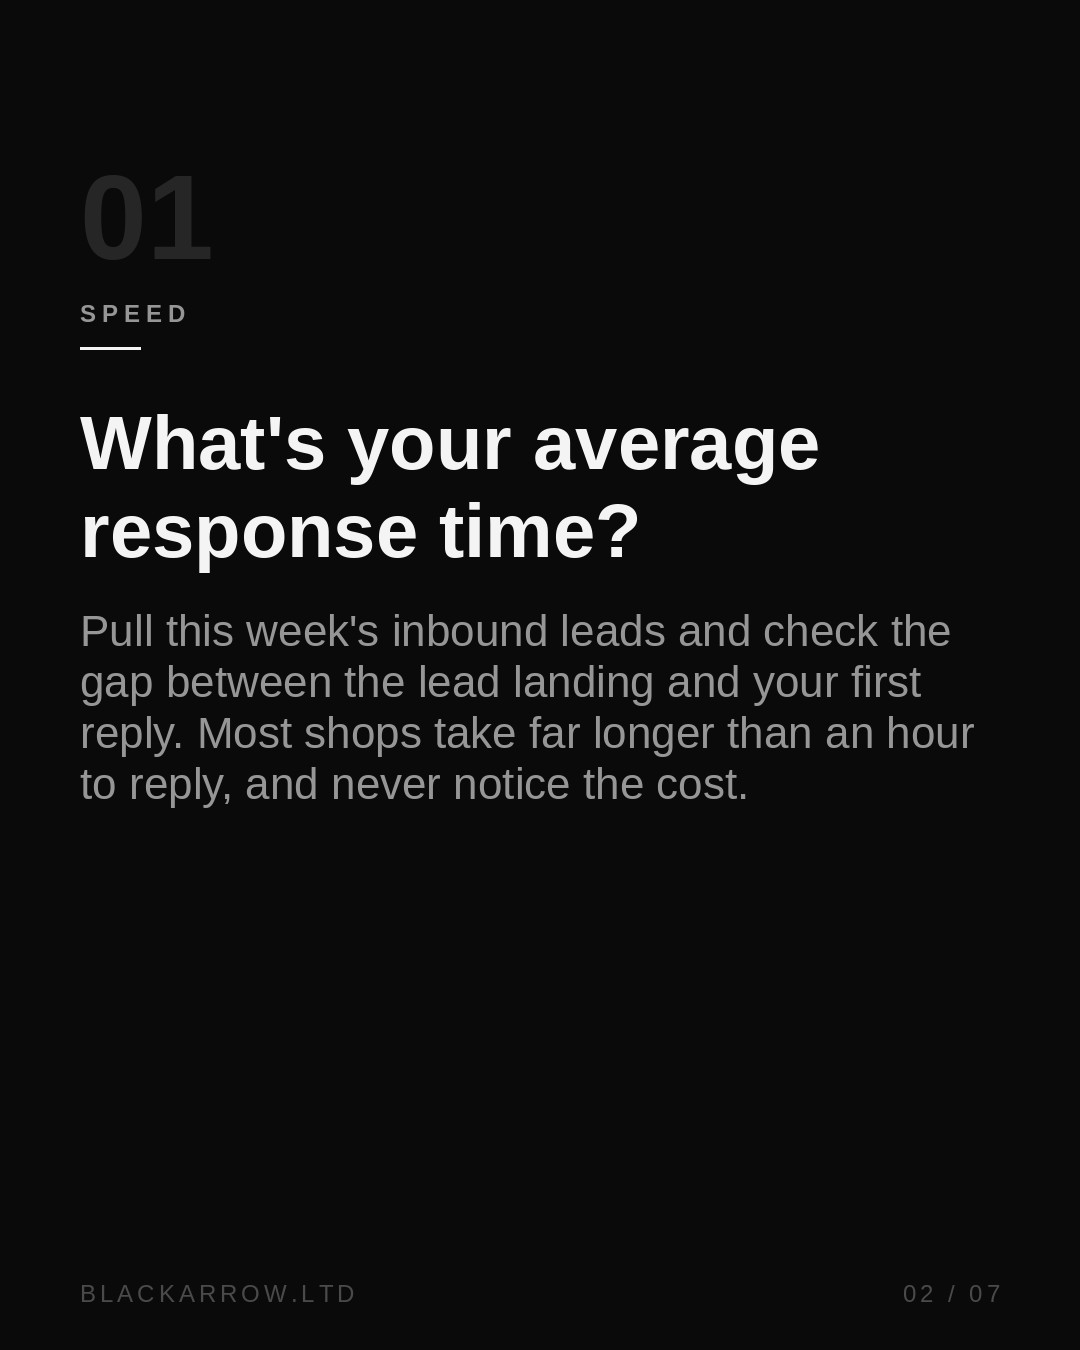 01
SPEED
What's your average
response time?
Pull this week's inbound leads and check the
gap between the lead landing and your first
reply. Most shops take far longer than an hour
to reply, and never notice the cost.
BLACKARROW.LTD
02 / 07